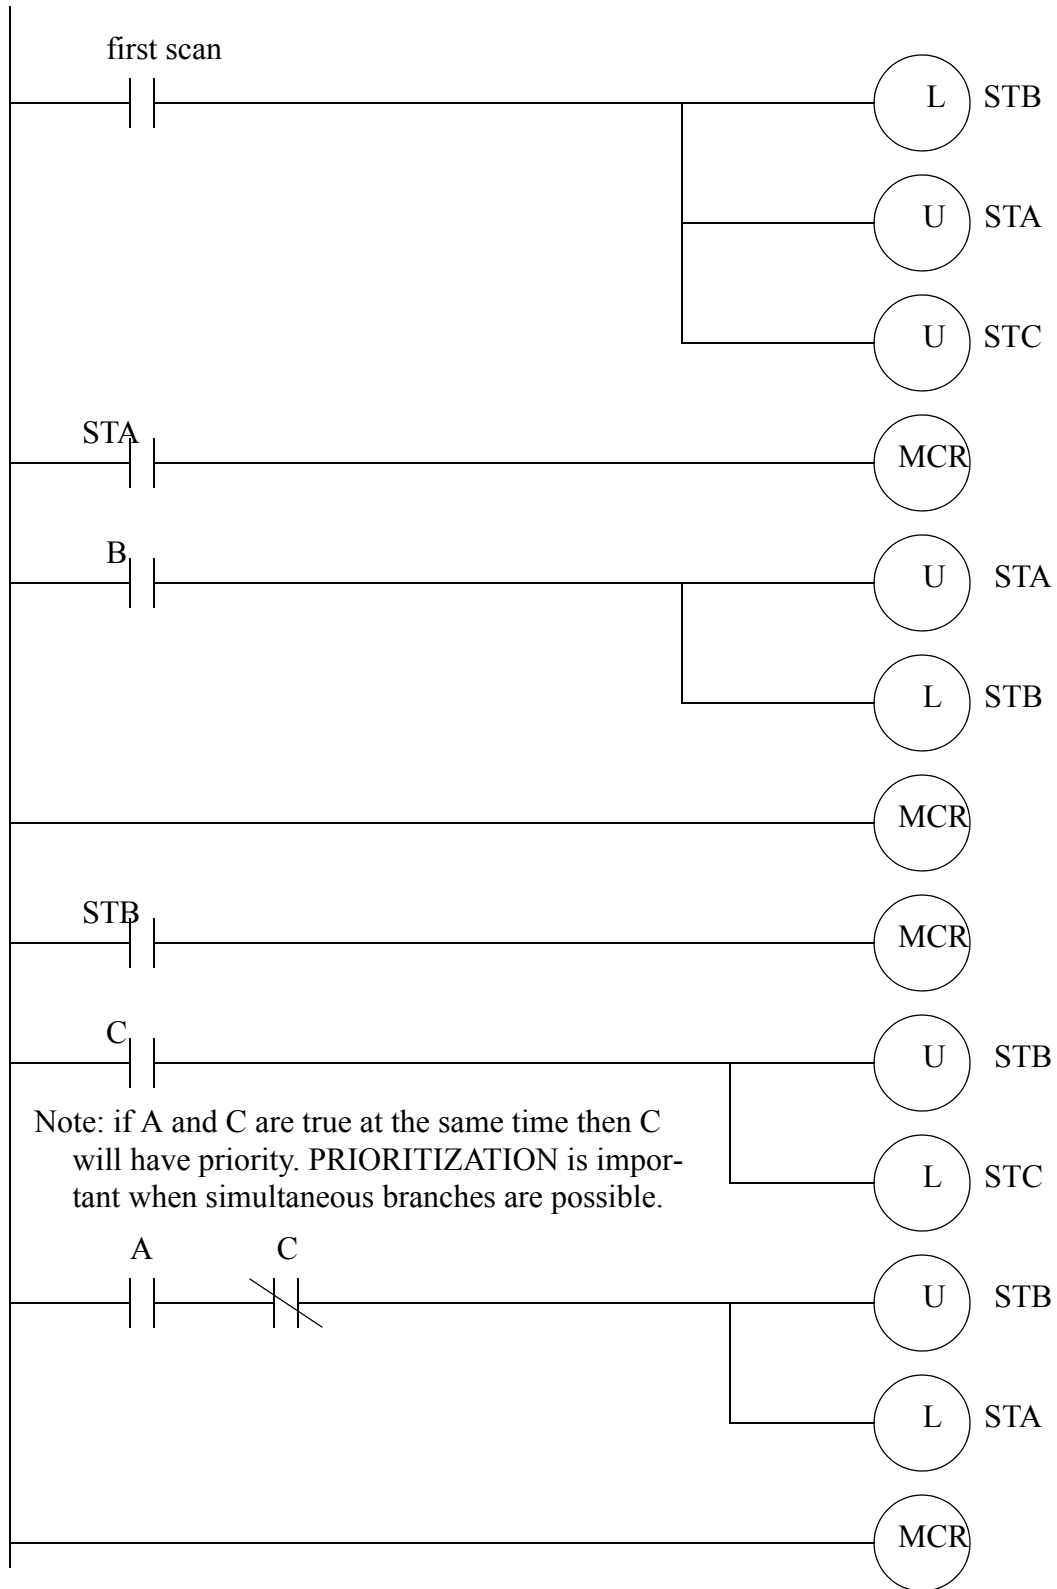 first scan
L STB
U STA
U STC
STA
MCR
B
U STA
L STB
MCR
STB
MCR
C
U STB
Note: if A and C are true at the same time then C
will have priority. PRIORITIZATION is impor-
tant when simultaneous branches are possible.
L STC
A C
U STB
L STA
MCR